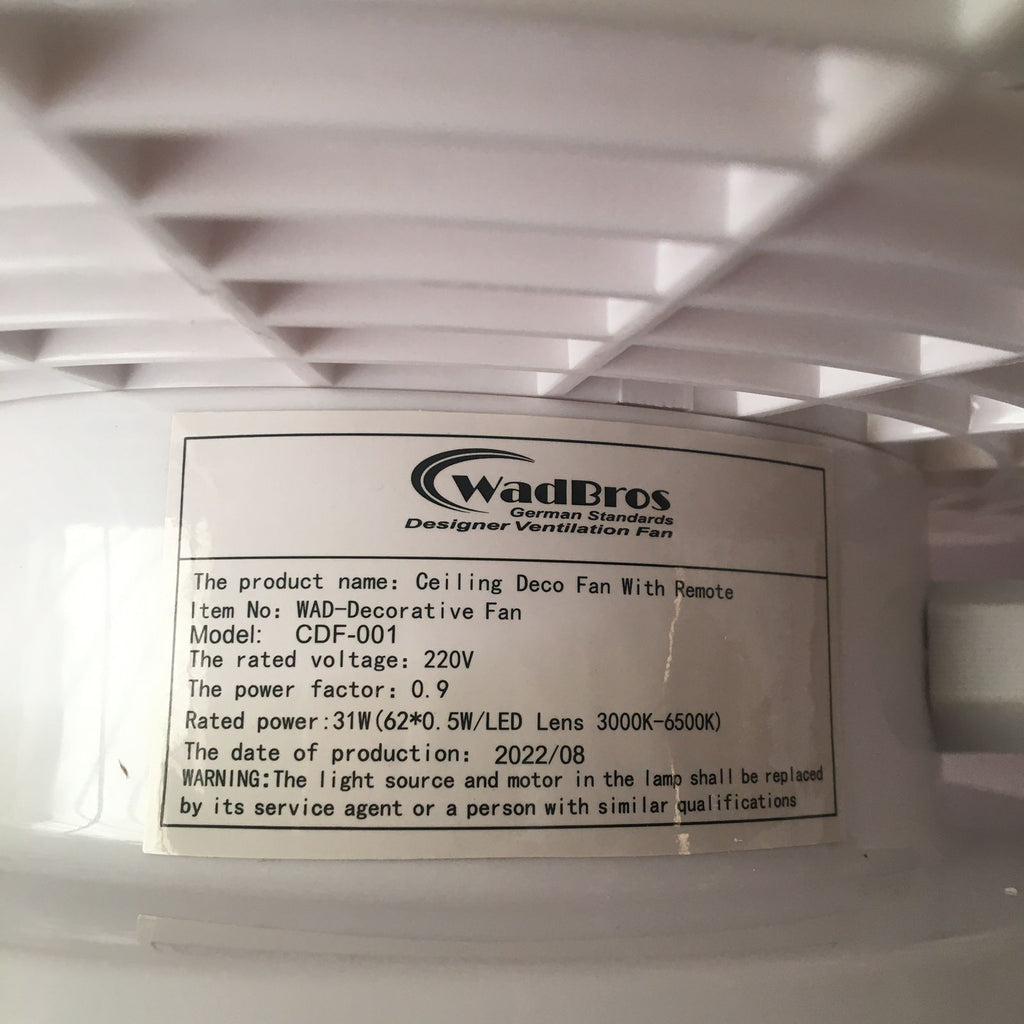 WadBros
German Standards
Designer Ventilation Fan
The product name: Ceiling Deco Fan With Remote
Item No: WAD-Decorative Fan
Model: CDF-001
The rated voltage: 220V
The power factor: 0.9
Rated power:31W(62*0.5W/LED Lens 3000K-6500K)
The date of production: 2022/08
WARNING:The light source and motor in the lamp shall be replaced
by its service agent or a person with similar qualifications